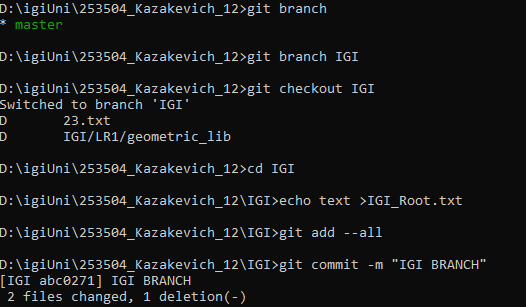 D:\igiUni\253504_Kazakevich_12>git branch
* master
D:\igiUni\253504_Kazakevich_12>git branch IGI
D:\igiUni\253504_Kazakevich_12>git checkout IGI
Switched to branch 'IGI'
D       23.txt
D       IGI/LR1/geometric_lib
D:\igiUni\253504_Kazakevich_12>cd IGI
D:\igiUni\253504_Kazakevich_12\IGI>echo text >IGI_Root.txt
D:\igiUni\253504_Kazakevich_12\IGI>git add --all
D:\igiUni\253504_Kazakevich_12\IGI>git commit -m "IGI BRANCH"
[IGI abc0271] IGI BRANCH
 2 files changed, 1 deletion(-)